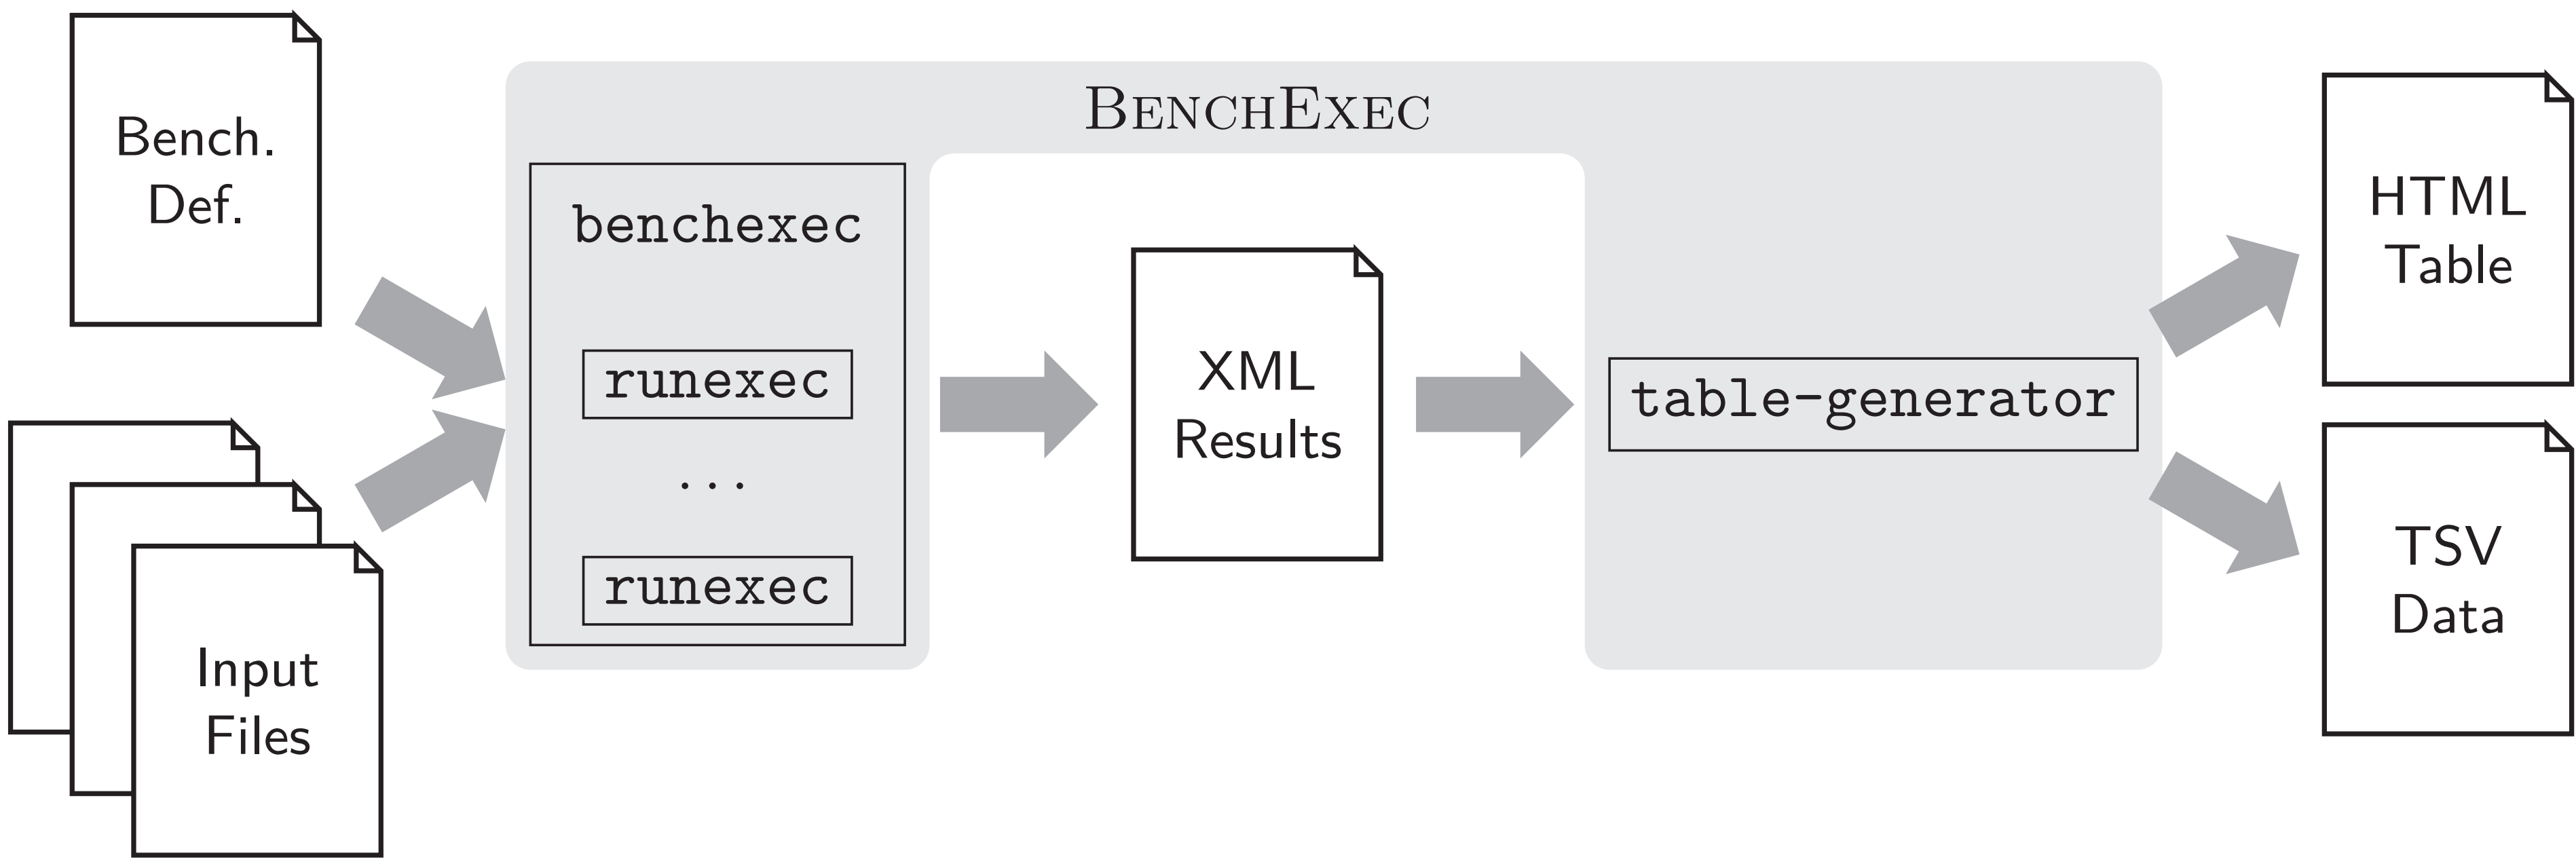 Bench.
Def.
Input
Files
BenchExec
benchexec
runexec
...
runexec
XML
Results
table-generator
HTML
Table
TSV
Data